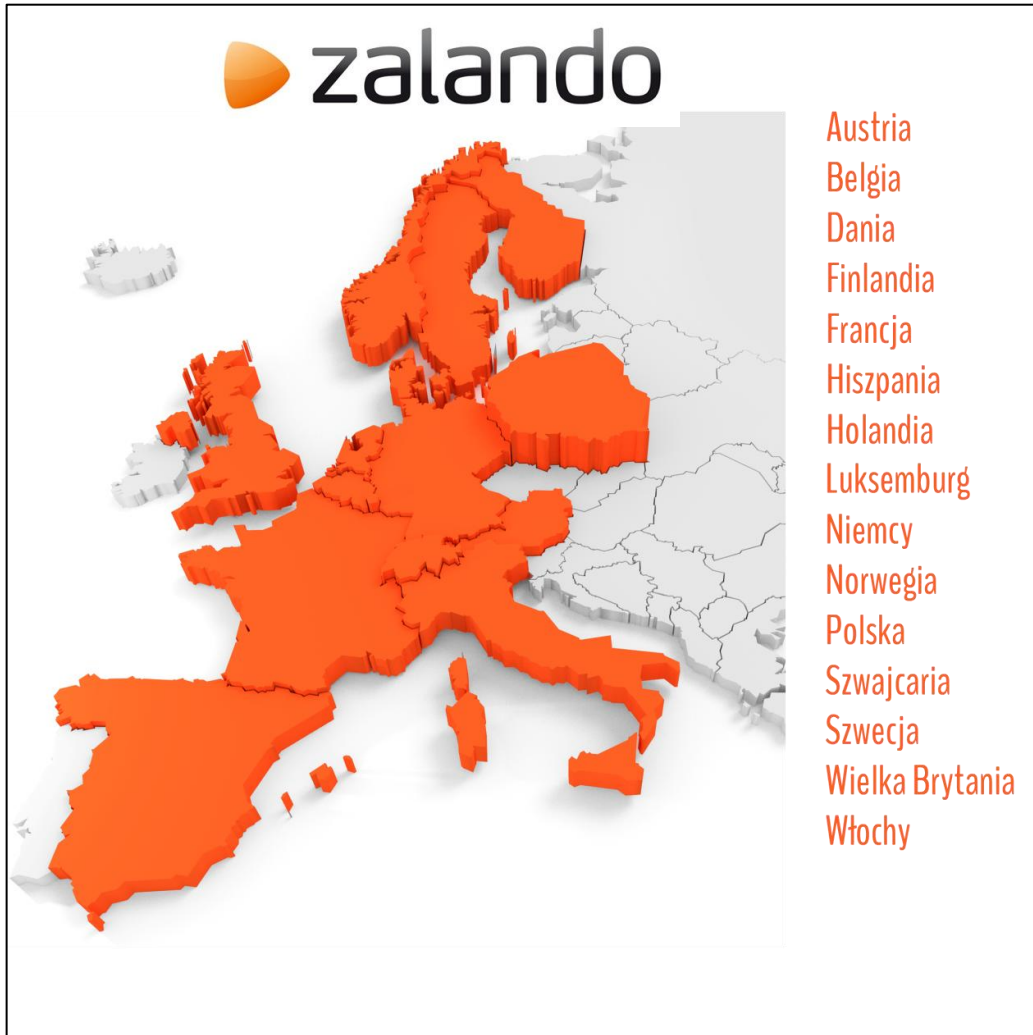 zalando
Austria
Belgia
Dania
Finlandia
Francja
Hiszpania
Holandia
Luksemburg
Niemcy
Norwegia
Polska
Szwajcaria
Szwecja
Wielka Brytania
Włochy